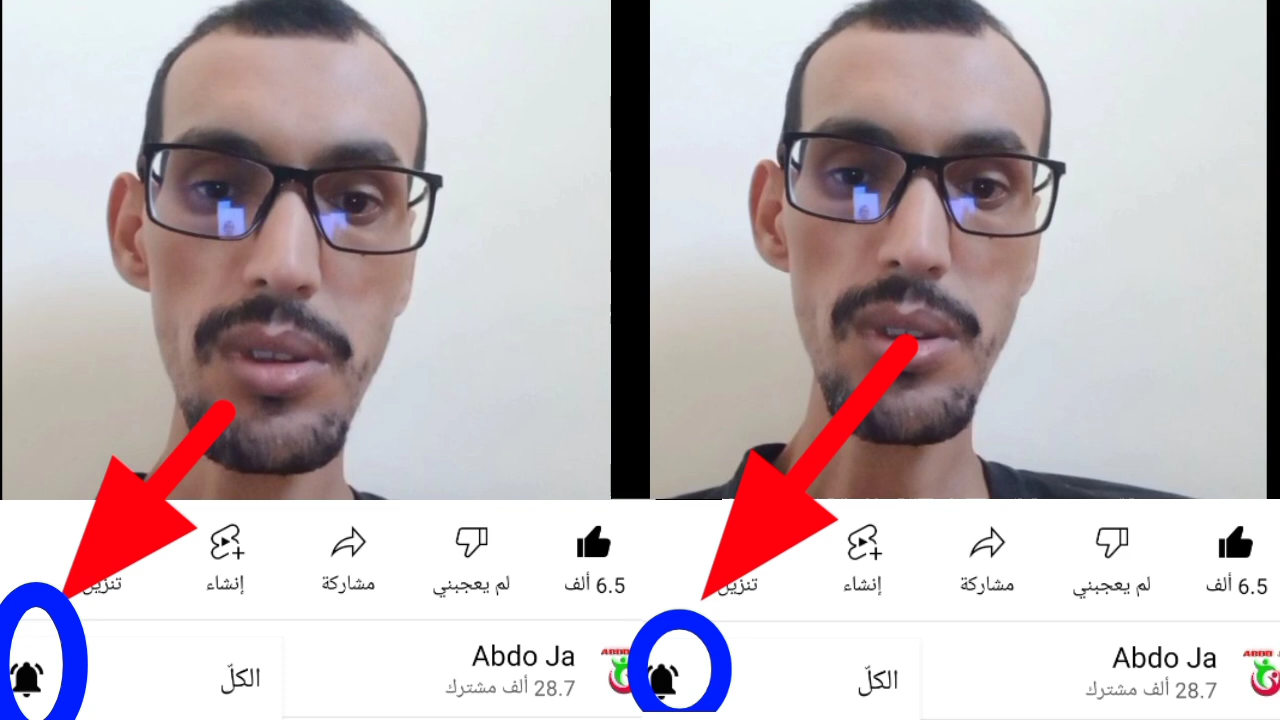 6.5 ألف
لم يعجبني
مشاركة
إنشاء
تنزيل
Abdo Ja
28.7 ألف مشترك
الكلّ
6.5 ألف
لم يعجبني
مشاركة
إنشاء
تنزيل
Abdo Ja
28.7 ألف مشترك
الكلّ